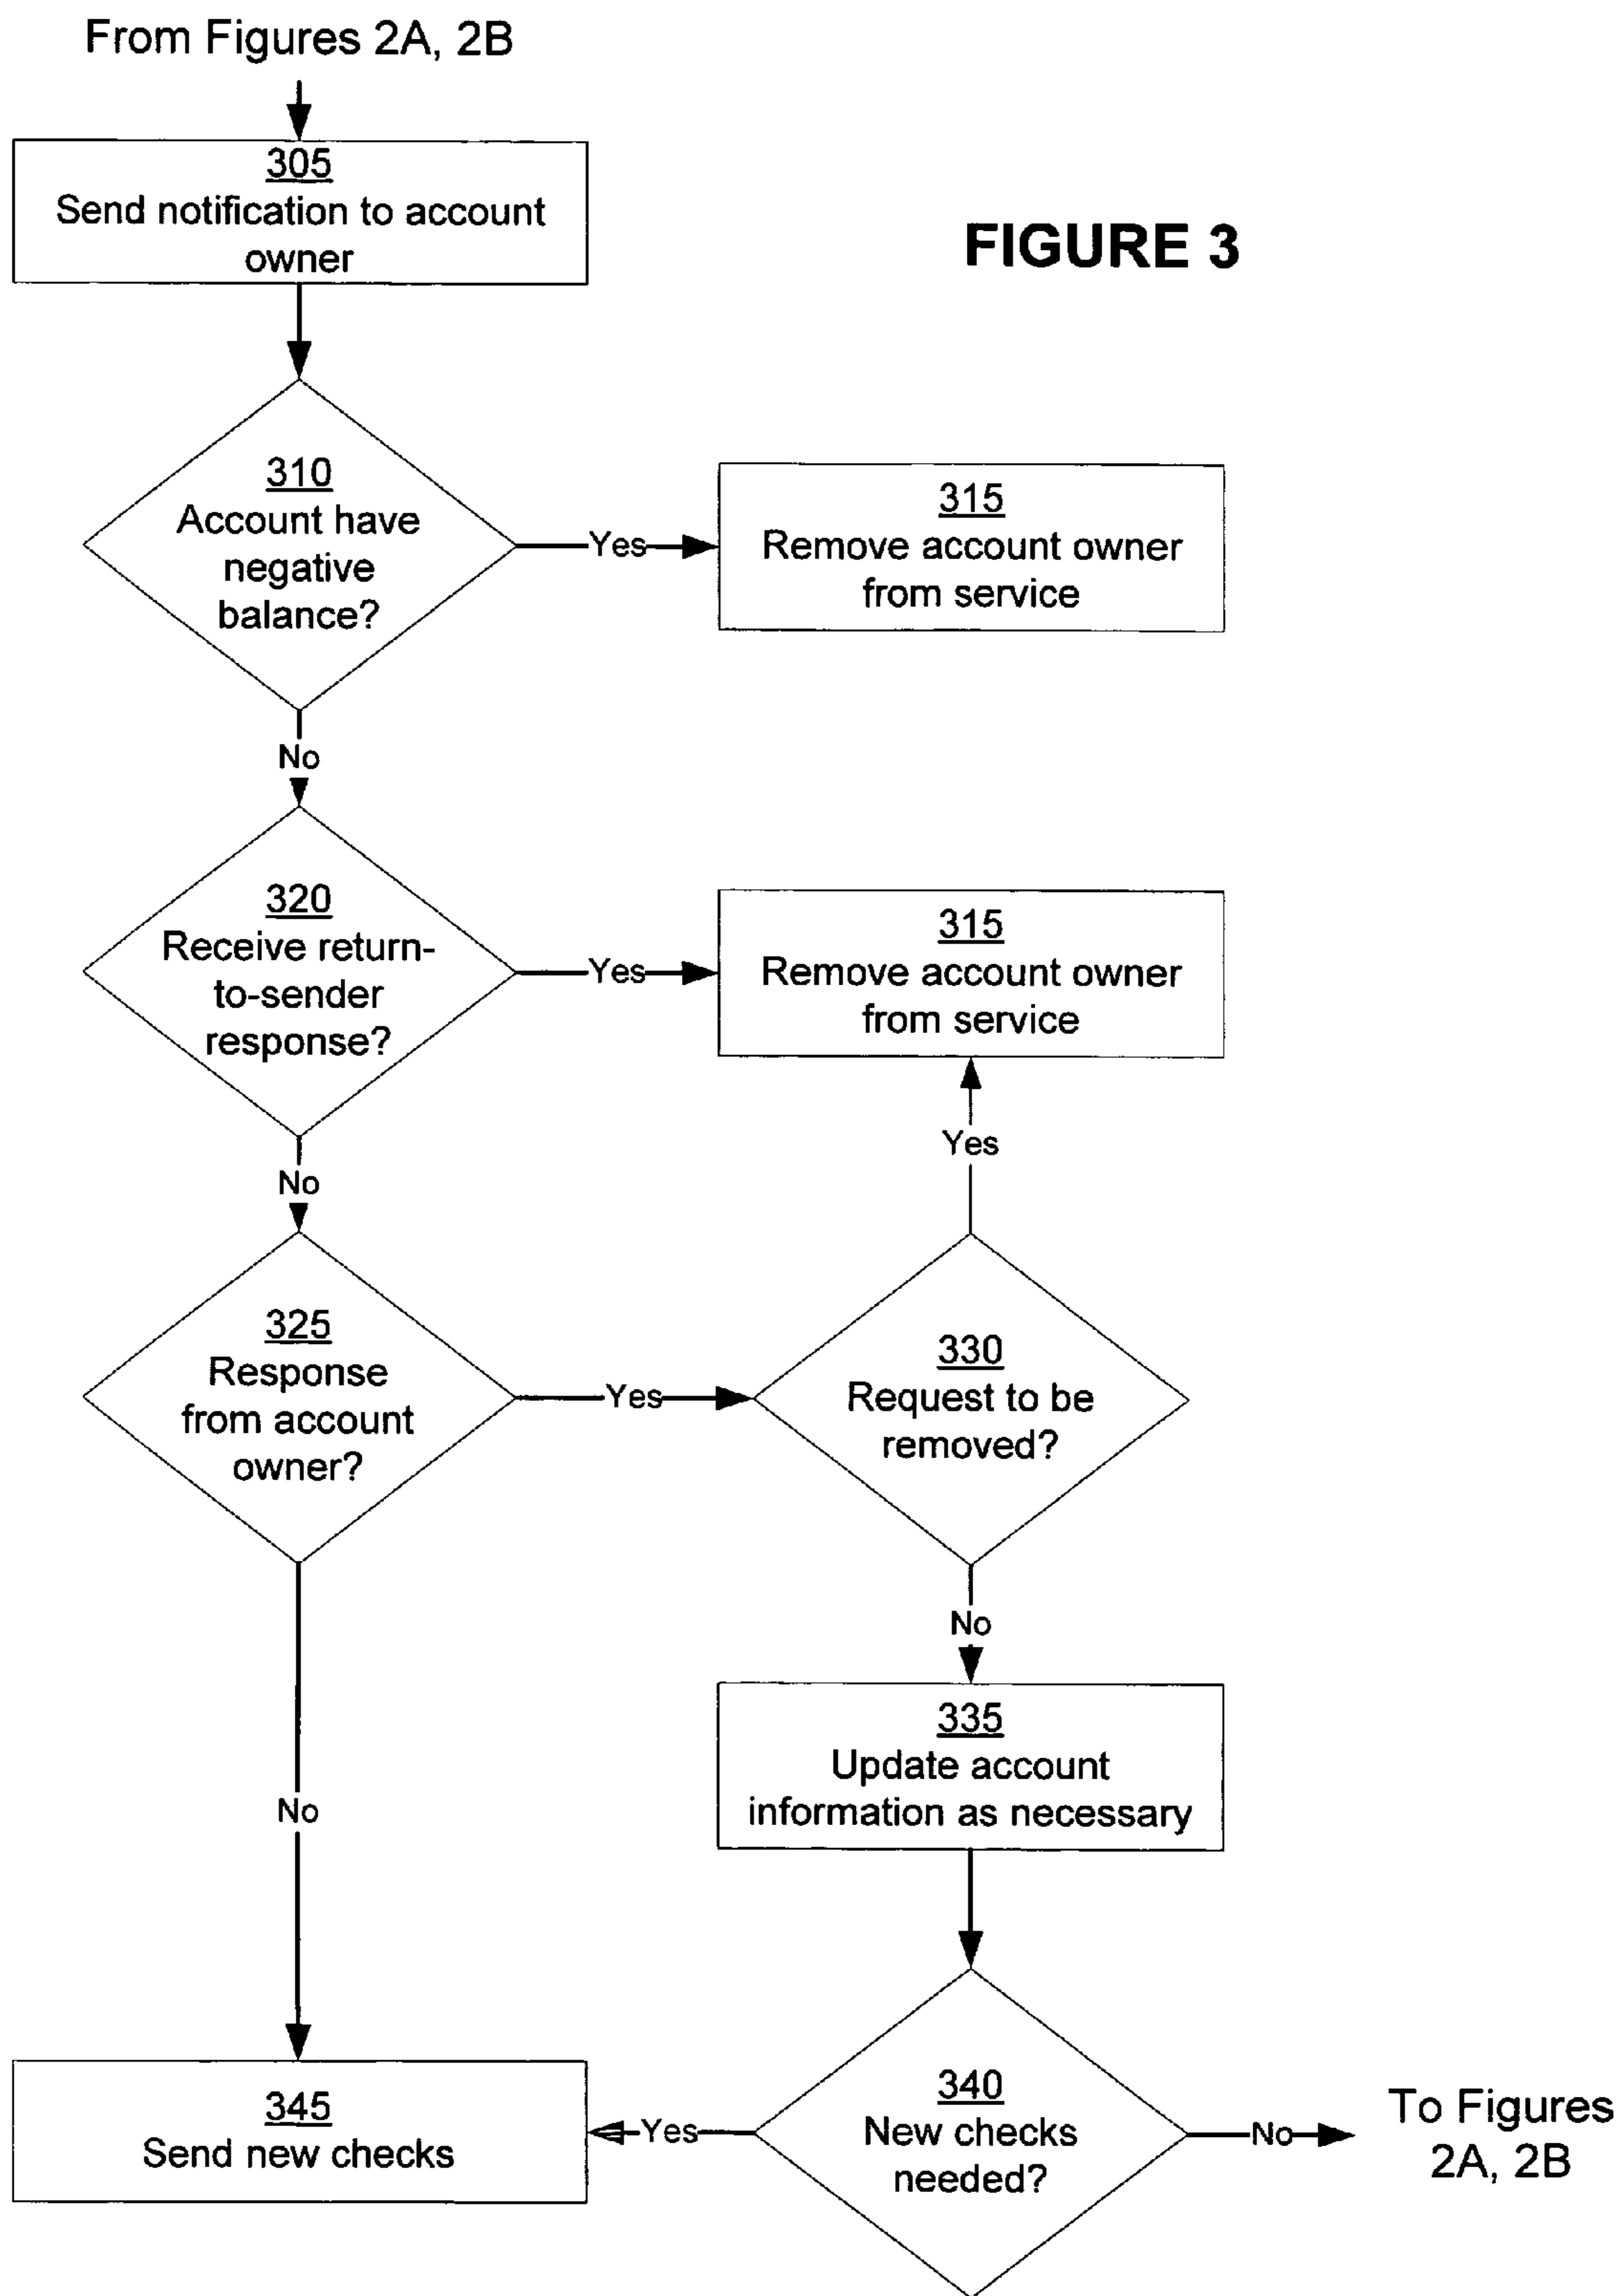 From Figures 2A, 2B
305
Send notification to account
owner
FIGURE 3
310
Account have
negative
balance?
Yes
315
Remove account owner
from service
No
320
Receive return-
to-sender
response?
Yes
315
Remove account owner
from service
Yes
No
325
Response
from account
owner?
Yes
330
Request to be
removed?
No
335
Update account
information as necessary
No
345
Send new checks
Yes
340
New checks
needed?
No
To Figures
2A, 2B